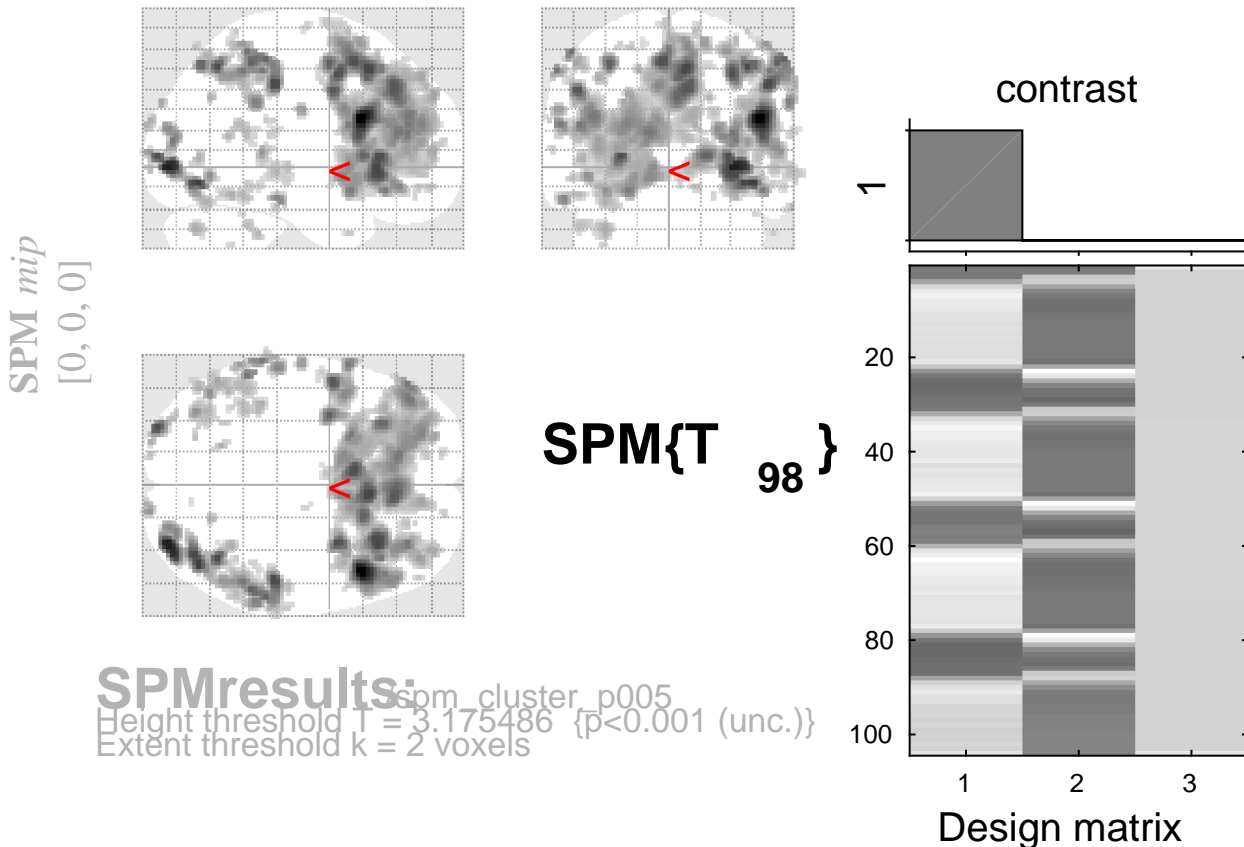 SPM mip
[0, 0, 0]
<
<
<
SPM{T 98 }
SPMresults: ./spm_cluster_p005
Height threshold T = 3.175486 {p<0.001 (unc.)}
Extent threshold k = 2 voxels
contrast
1
20
40
60
80
100
1 2 3
Design matrix